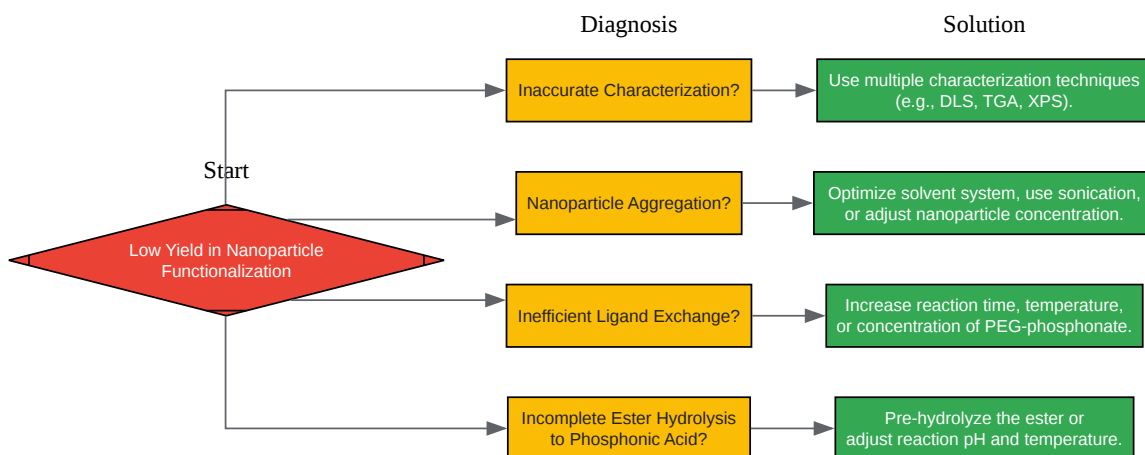 Diagnosis
Solution
Inaccurate Characterization?
Use multiple characterization techniques
(e.g., DLS, TGA, XPS).
Start
Nanoparticle Aggregation?
Optimize solvent system, use sonication,
or adjust nanoparticle concentration.
Low Yield in Nanoparticle
Functionalization
Inefficient Ligand Exchange?
Increase reaction time, temperature,
or concentration of PEG-phosphonate.
Incomplete Ester Hydrolysis
to Phosphonic Acid?
Pre-hydrolyze the ester or
adjust reaction pH and temperature.